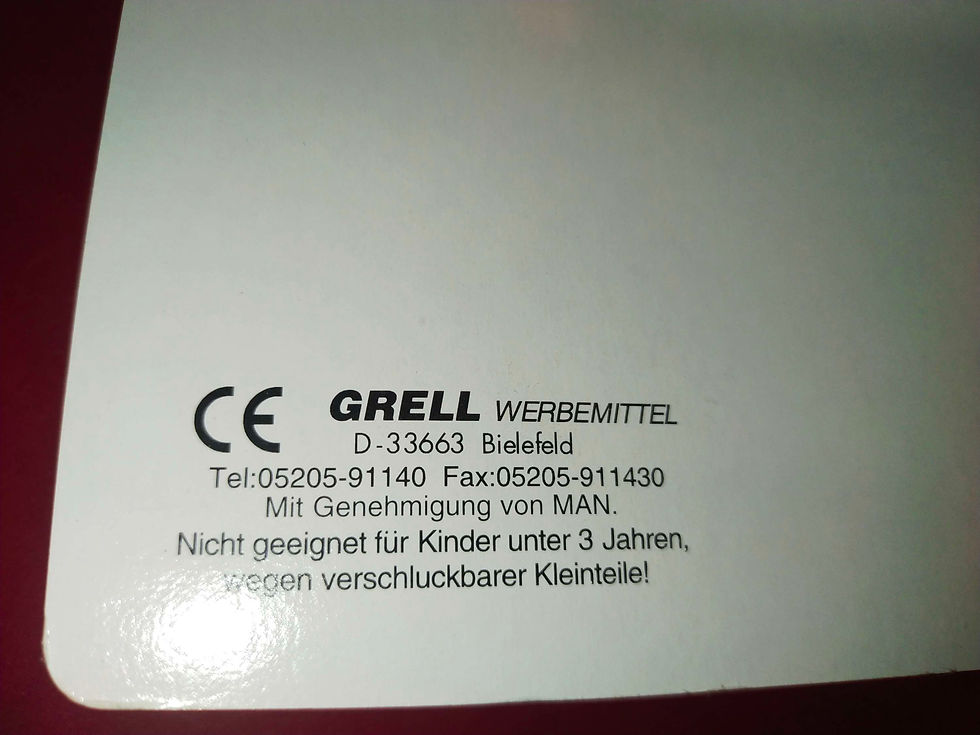 CE GRELL WERBEMITTEL
D-33663 Bielefeld
Tel:05205-91140 Fax:05205-911430
Mit Genehmigung von MAN.
Nicht geeignet für Kinder unter 3 Jahren,
wegen verschluckbarer Kleinteile!